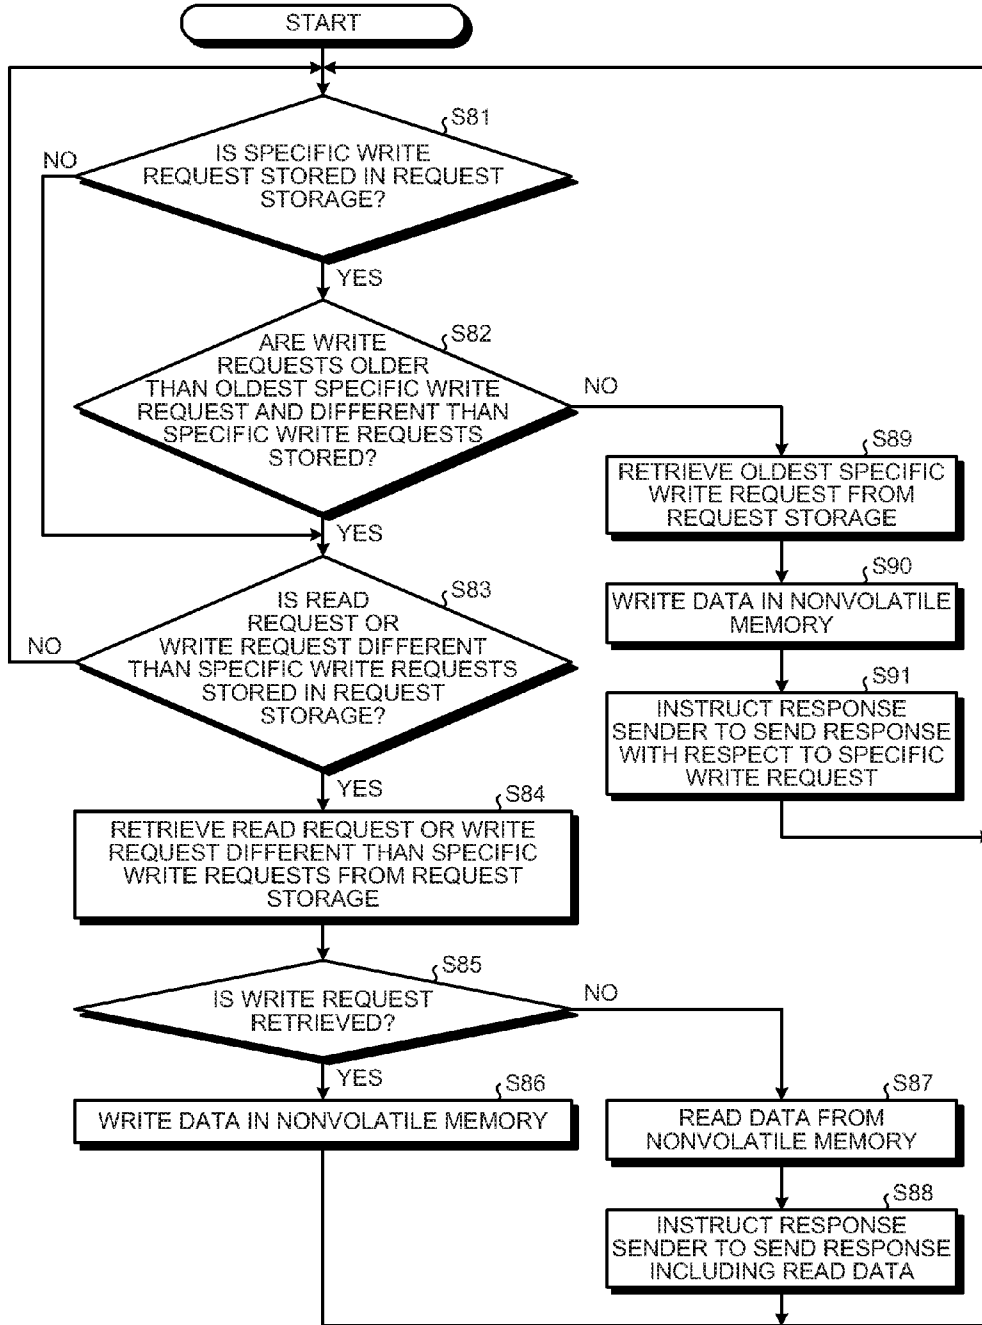 START
S81
NO
IS SPECIFIC WRITE
REQUEST STORED IN REQUEST
STORAGE?
YES
S82
ARE WRITE
REQUESTS OLDER
THAN OLDEST SPECIFIC WRITE
REQUEST AND DIFFERENT THAN
SPECIFIC WRITE REQUESTS
STORED?
NO
YES
S89
RETRIEVE OLDEST SPECIFIC
WRITE REQUEST FROM
REQUEST STORAGE
S90
WRITE DATA IN NONVOLATILE
MEMORY
S91
INSTRUCT RESPONSE
SENDER TO SEND RESPONSE
WITH RESPECT TO SPECIFIC
WRITE REQUEST
S83
IS READ
REQUEST OR
WRITE REQUEST DIFFERENT
THAN SPECIFIC WRITE REQUESTS
STORED IN REQUEST
STORAGE?
NO
YES
S84
RETRIEVE READ REQUEST OR WRITE
REQUEST DIFFERENT THAN SPECIFIC
WRITE REQUESTS FROM REQUEST
STORAGE
S85
IS WRITE REQUEST
RETRIEVED?
NO
YES
S86
WRITE DATA IN NONVOLATILE MEMORY
S87
READ DATA FROM
NONVOLATILE MEMORY
S88
INSTRUCT RESPONSE
SENDER TO SEND RESPONSE
INCLUDING READ DATA